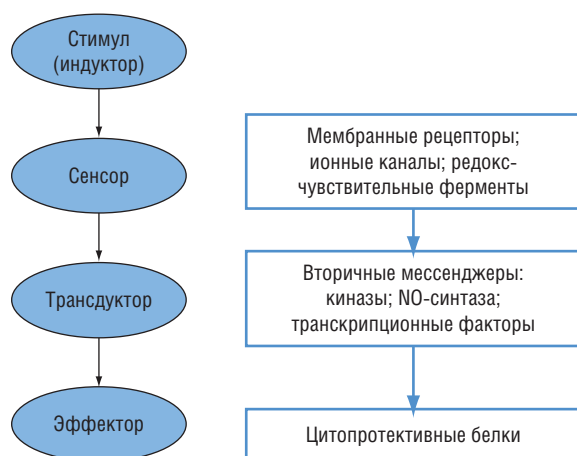 Стимул
(индуктор)
Сенсор
Мембранные рецепторы;
ионные каналы; редокс-
чувствительные ферменты
Трансдуктор
Вторичные мессенджеры:
киназы; NO-синтаза;
транскрипционные факторы
Эффектор
Цитопротективные белки